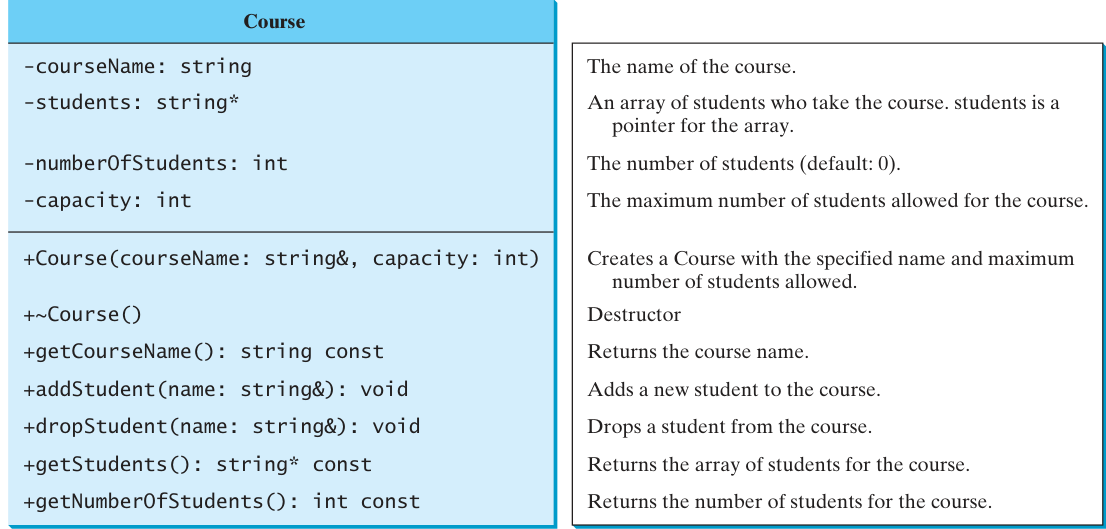 Course
-courseName: string
The name of the course.
-students: string*
An array of students who take the course. students is a
pointer for the array.
-numberOfStudents: int
The number of students (default: 0).
-capacity: int
The maximum number of students allowed for the course.
+Course(courseName: string&, capacity: int)
Creates a Course with the specified name and maximum
number of students allowed.
+~Course()
Destructor
+getCourseName(): string const
Returns the course name.
+addStudent(name: string&): void
Adds a new student to the course.
+dropStudent(name: string&): void
Drops a student from the course.
+getStudents(): string* const
Returns the array of students for the course.
+getNumberOfStudents(): int const
Returns the number of students for the course.